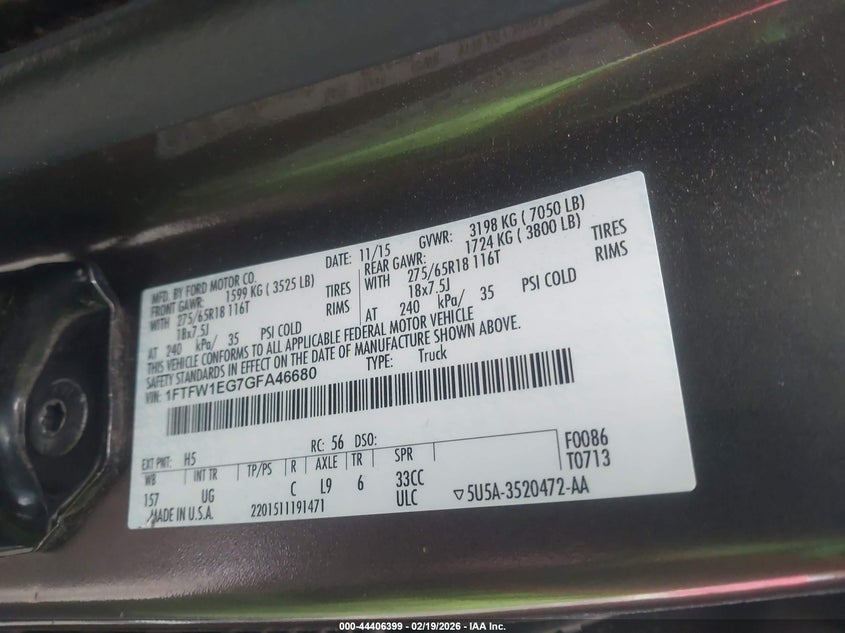 MFD. BY FORD MOTOR CO.
DATE: 11/15 GVWR: 3198 KG ( 7050 LB)
FRONT GAWR: 1599 KG ( 3525 LB) REAR GAWR: 1724 KG ( 3800 LB)
WITH 275/65R18 116T TIRES WITH 275/65R18 116T TIRES
18x7.5J RIMS 18x7.5J RIMS
AT 240 kPa/ 35 PSI COLD AT 240 kPa/ 35 PSI COLD
THIS VEHICLE CONFORMS TO ALL APPLICABLE FEDERAL MOTOR VEHICLE
SAFETY STANDARDS IN EFFECT ON THE DATE OF MANUFACTURE SHOWN ABOVE.
VIN: 1FTFW1EG7GFA46680 TYPE: Truck
EXT PNT: H5 RC: 56 DSO: F0086
WB INT TR TP/PS R AXLE TR SPR T0713
157 UG C L9 6 33CC
ULC ▽5U5A-3520472-AA
MADE IN U.S.A. 2201511191471
000-44406399 - 02/19/2026 - IAA Inc.